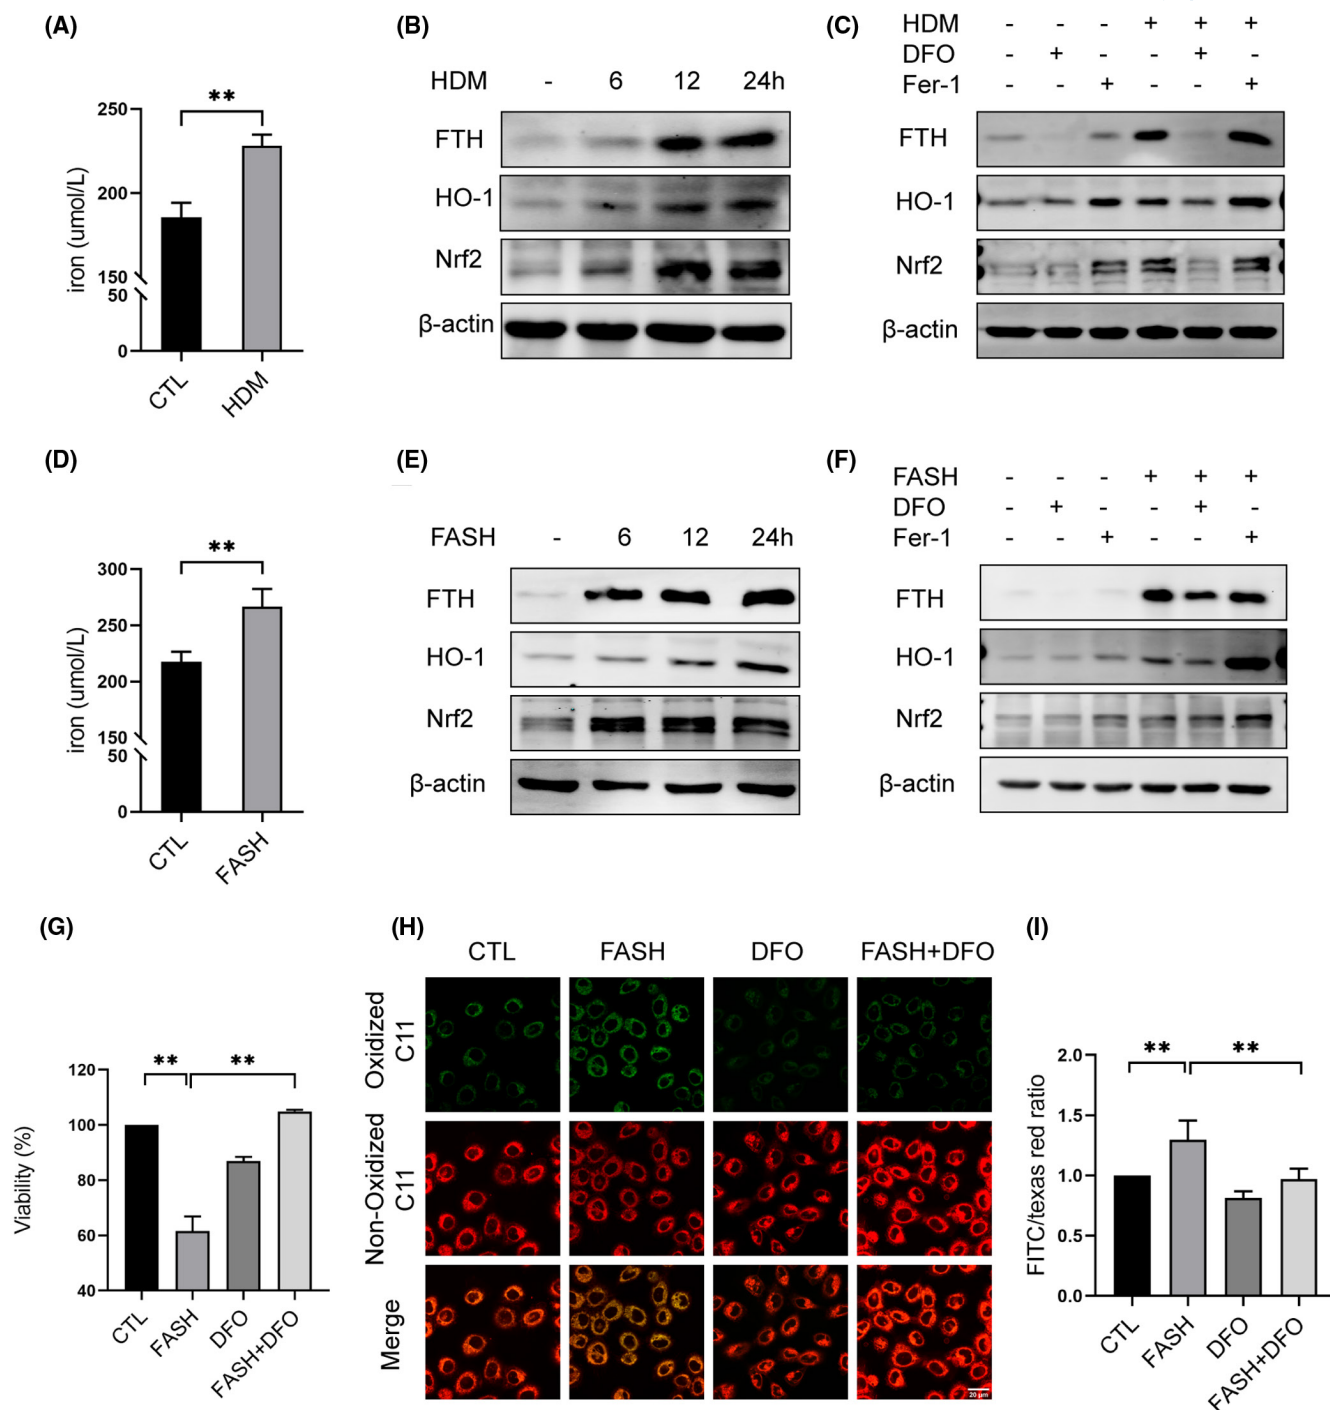 (A)
**
250
200
150
50
0
iron (umol/L)
CTL
HDM
(B)
HDM - 6 12 24h
FTH
HO-1
Nrf2
β-actin
(C)
HDM - - - + + +
DFO - + - - + -
Fer-1 - - + - - +
FTH
HO-1
Nrf2
β-actin
(D)
**
300
250
200
150
50
0
iron (umol/L)
CTL
FASH
(E)
FASH - 6 12 24h
FTH
HO-1
Nrf2
β-actin
(F)
FASH - - - + + +
DFO - + - - + -
Fer-1 - - + - - +
FTH
HO-1
Nrf2
β-actin
(G)
** **
120
100
80
60
40
Viability (%)
CTL
FASH
DFO
FASH+DFO
(H)
CTL FASH DFO FASH+DFO
Oxidized
C11
Non-Oxidized
C11
Merge
20 μm
(I)
** **
2.0
1.5
1.0
0.5
0.0
FITC/texas red ratio
CTL
FASH
DFO
FASH+DFO